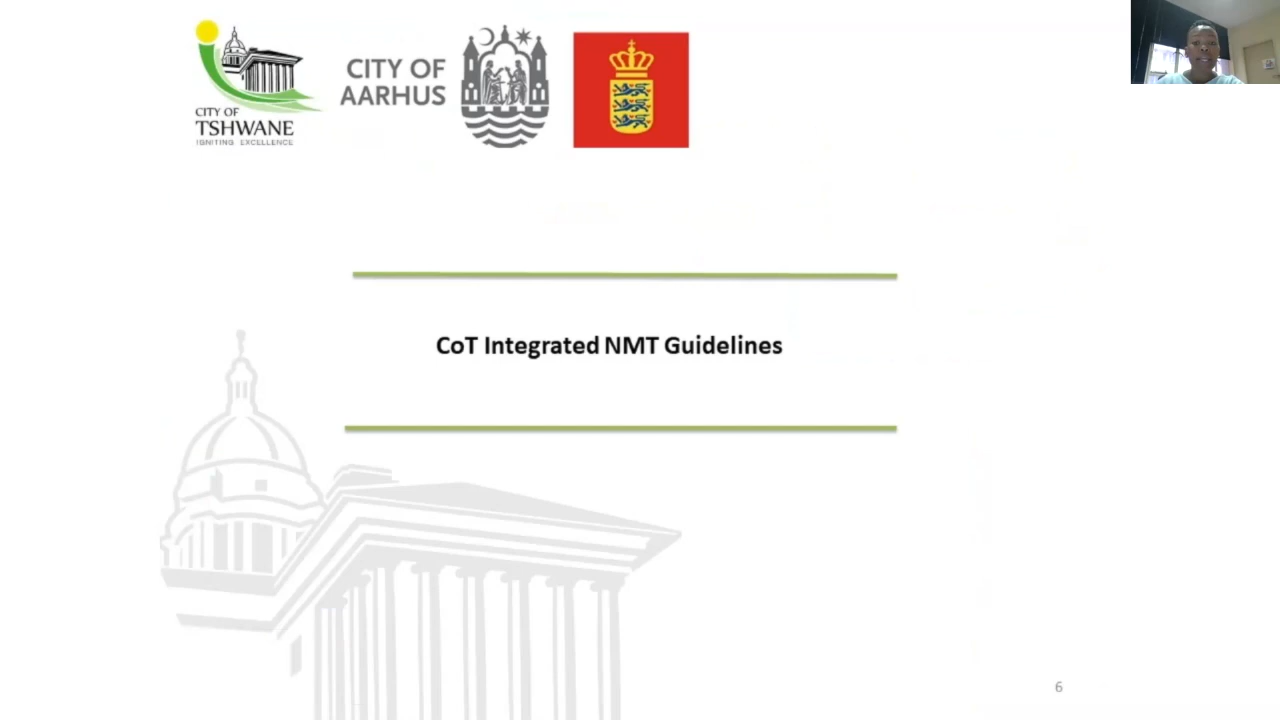 CITY OF
TSHWANE
IGNITING EXCELLENCE
CITY OF
AARHUS
CoT Integrated NMT Guidelines
6